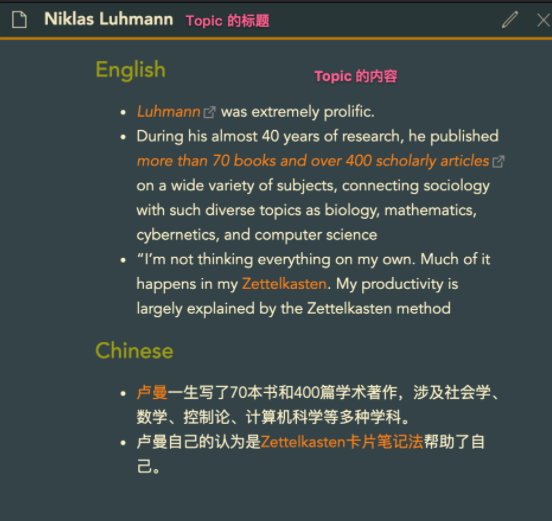 Niklas Luhmann Topic 的标题
English
Topic 的内容
Luhmann was extremely prolific.
During his almost 40 years of research, he published
more than 70 books and over 400 scholarly articles
on a wide variety of subjects, connecting sociology
with such diverse topics as biology, mathematics,
cybernetics, and computer science
“I’m not thinking everything on my own. Much of it
happens in my Zettelkasten. My productivity is
largely explained by the Zettelkasten method
Chinese
卢曼一生写了70本书和400篇学术著作，涉及社会学、
数学、控制论、计算机科学等多种学科。
卢曼自己的认为是Zettelkasten卡片笔记法帮助了自
己。